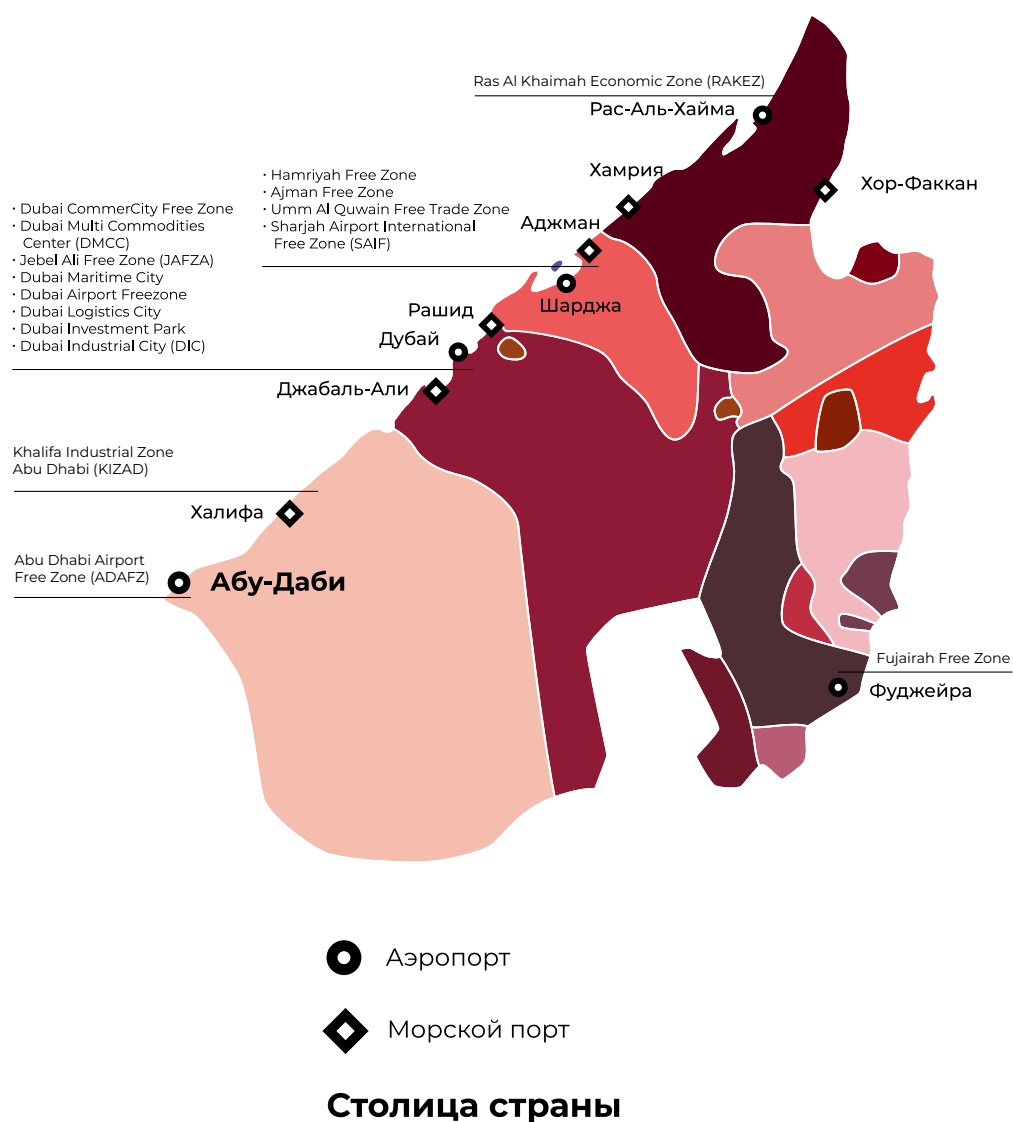 Ras Al Khaimah Economic Zone (RAKEZ)
Рас-Аль-Хайма
Хамрия
Хор-Факкан
· Hamriyah Free Zone
· Ajman Free Zone
· Umm Al Quwain Free Trade Zone
· Sharjah Airport International
Free Zone (SAIF)
Аджман
Шарджа
· Dubai CommerCity Free Zone
· Dubai Multi Commodities
Center (DMCC)
· Jebel Ali Free Zone (JAFZA)
· Dubai Maritime City
· Dubai Airport Freezone
· Dubai Logistics City
· Dubai Investment Park
· Dubai Industrial City (DIC)
Рашид
Дубай
Джабаль-Али
Khalifa Industrial Zone
Abu Dhabi (KIZAD)
Халифа
Abu Dhabi Airport
Free Zone (ADAFZ)
Абу-Даби
Fujairah Free Zone
Фуджейра
Аэропорт
Морской порт
Столица страны